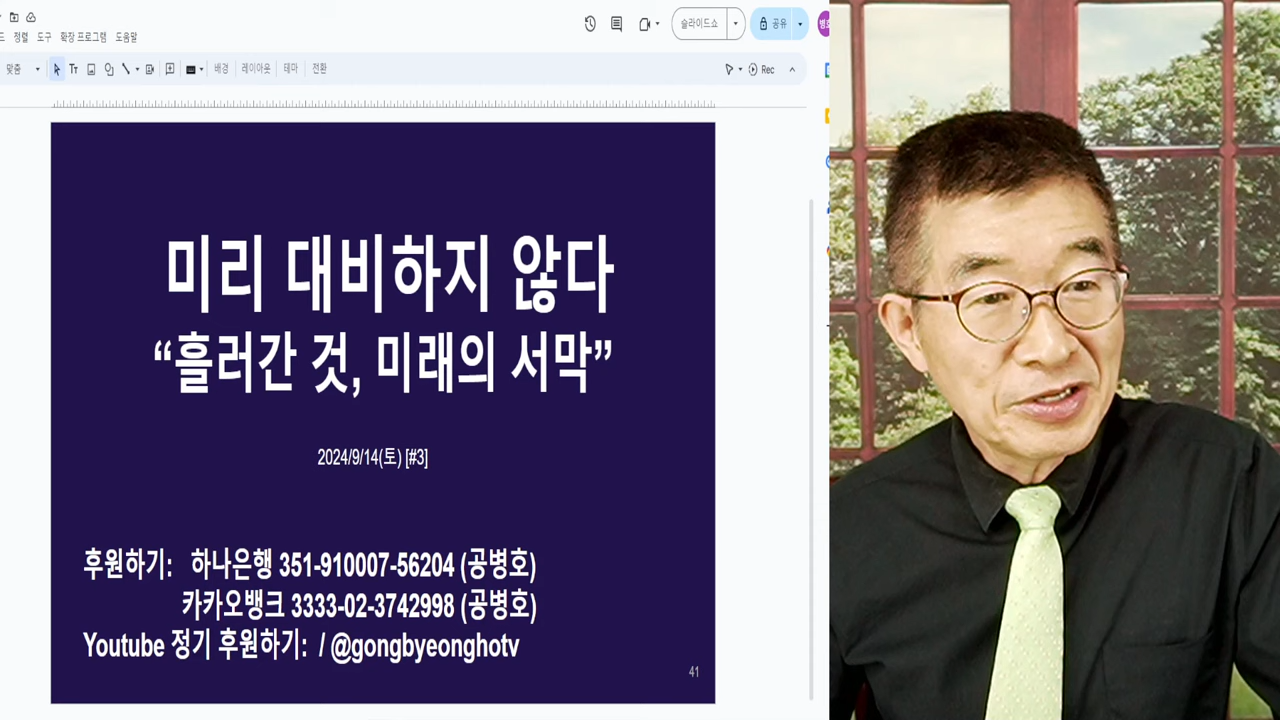 정렬 도구 확장 프로그램 도움말
슬라이드쇼
공유
맞춤
배경 레이아웃 테마 전환
Rec
미리 대비하지 않다
“흘러간 것, 미래의 서막”
2024/9/14(토) [#3]
후원하기: 하나은행 351-910007-56204 (공병호)
카카오뱅크 3333-02-3742998 (공병호)
Youtube 정기 후원하기: / @gongbyeonghotv
41